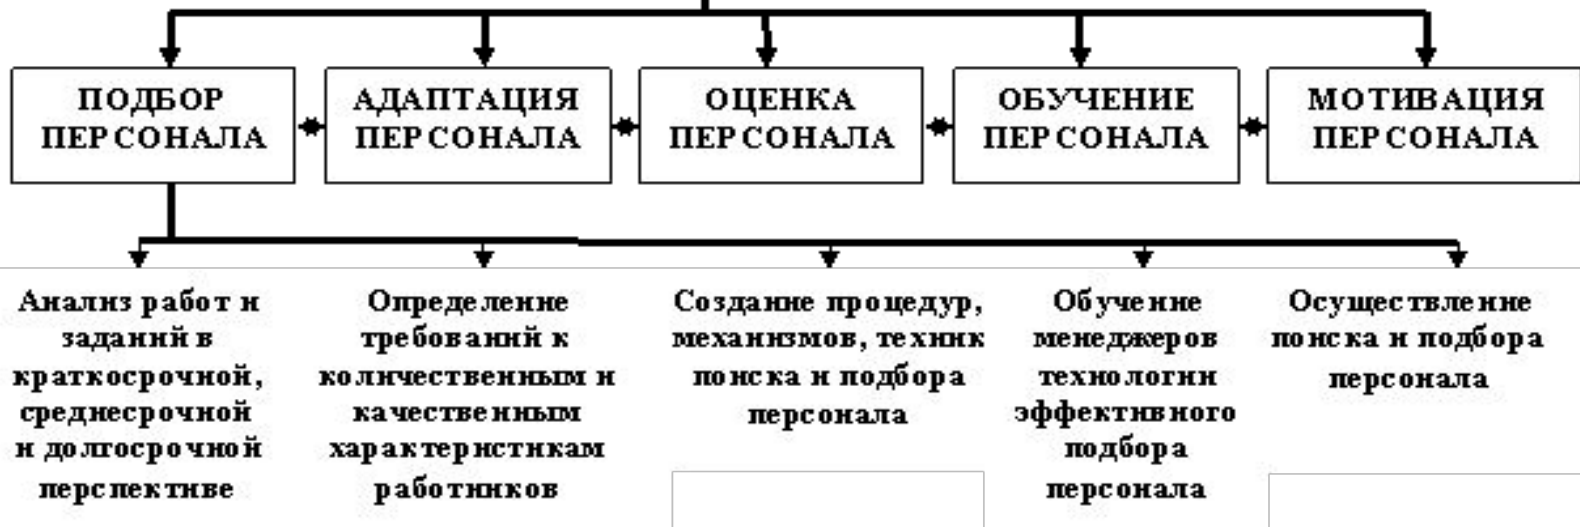 ПОДБОР
ПЕРСОНАЛА
АДАПТАЦИЯ
ПЕРСОНАЛА
ОЦЕНКА
ПЕРСОНАЛА
ОБУЧЕНИЕ
ПЕРСОНАЛА
МОТИВАЦИЯ
ПЕРСОНАЛА
Анализ работ и
заданий в
краткосрочной,
среднесрочной
и долгосрочной
перспективе
Определение
требований к
количественным и
качественным
характеристикам
работников
Создание процедур,
механизмов, техник
поиска и подбора
персонала
Обучение
менеджеров
технологии
эффективного
подбора
персонала
Осуществление
поиска и подбора
персонала